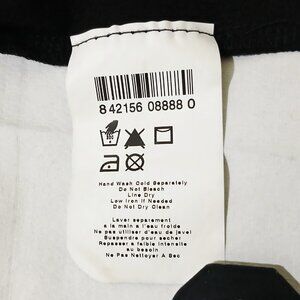 8 42156 08888 0
Hand Wash Cold Separately
Do Not Bleach
Line Dry
Low Iron If Needed
Do Not Dry Clean
Laver separement
a la main a l'eau froide
Ne pas utiliser d'eau de javel
Suspendre pour secher
Repasser a faible intensite
au besoin
Ne Pas Nettoyer A Sec